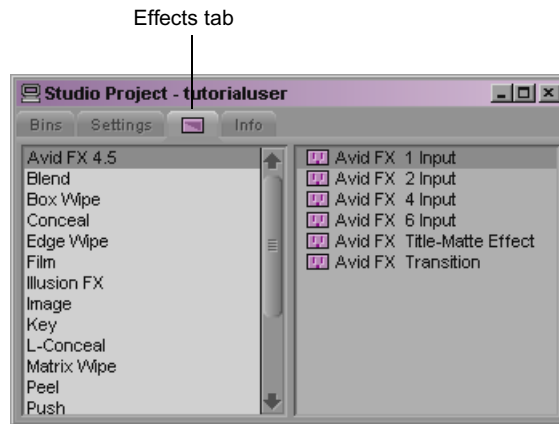 Effects tab
Studio Project - tutorialuser
Bins Settings Info
Avid FX 4.5
Blend
Box Wipe
Conceal
Edge Wipe
Film
Illusion FX
Image
Key
L-Conceal
Matrix Wipe
Peel
Push
Avid FX 1 Input
Avid FX 2 Input
Avid FX 4 Input
Avid FX 6 Input
Avid FX Title-Matte Effect
Avid FX Transition